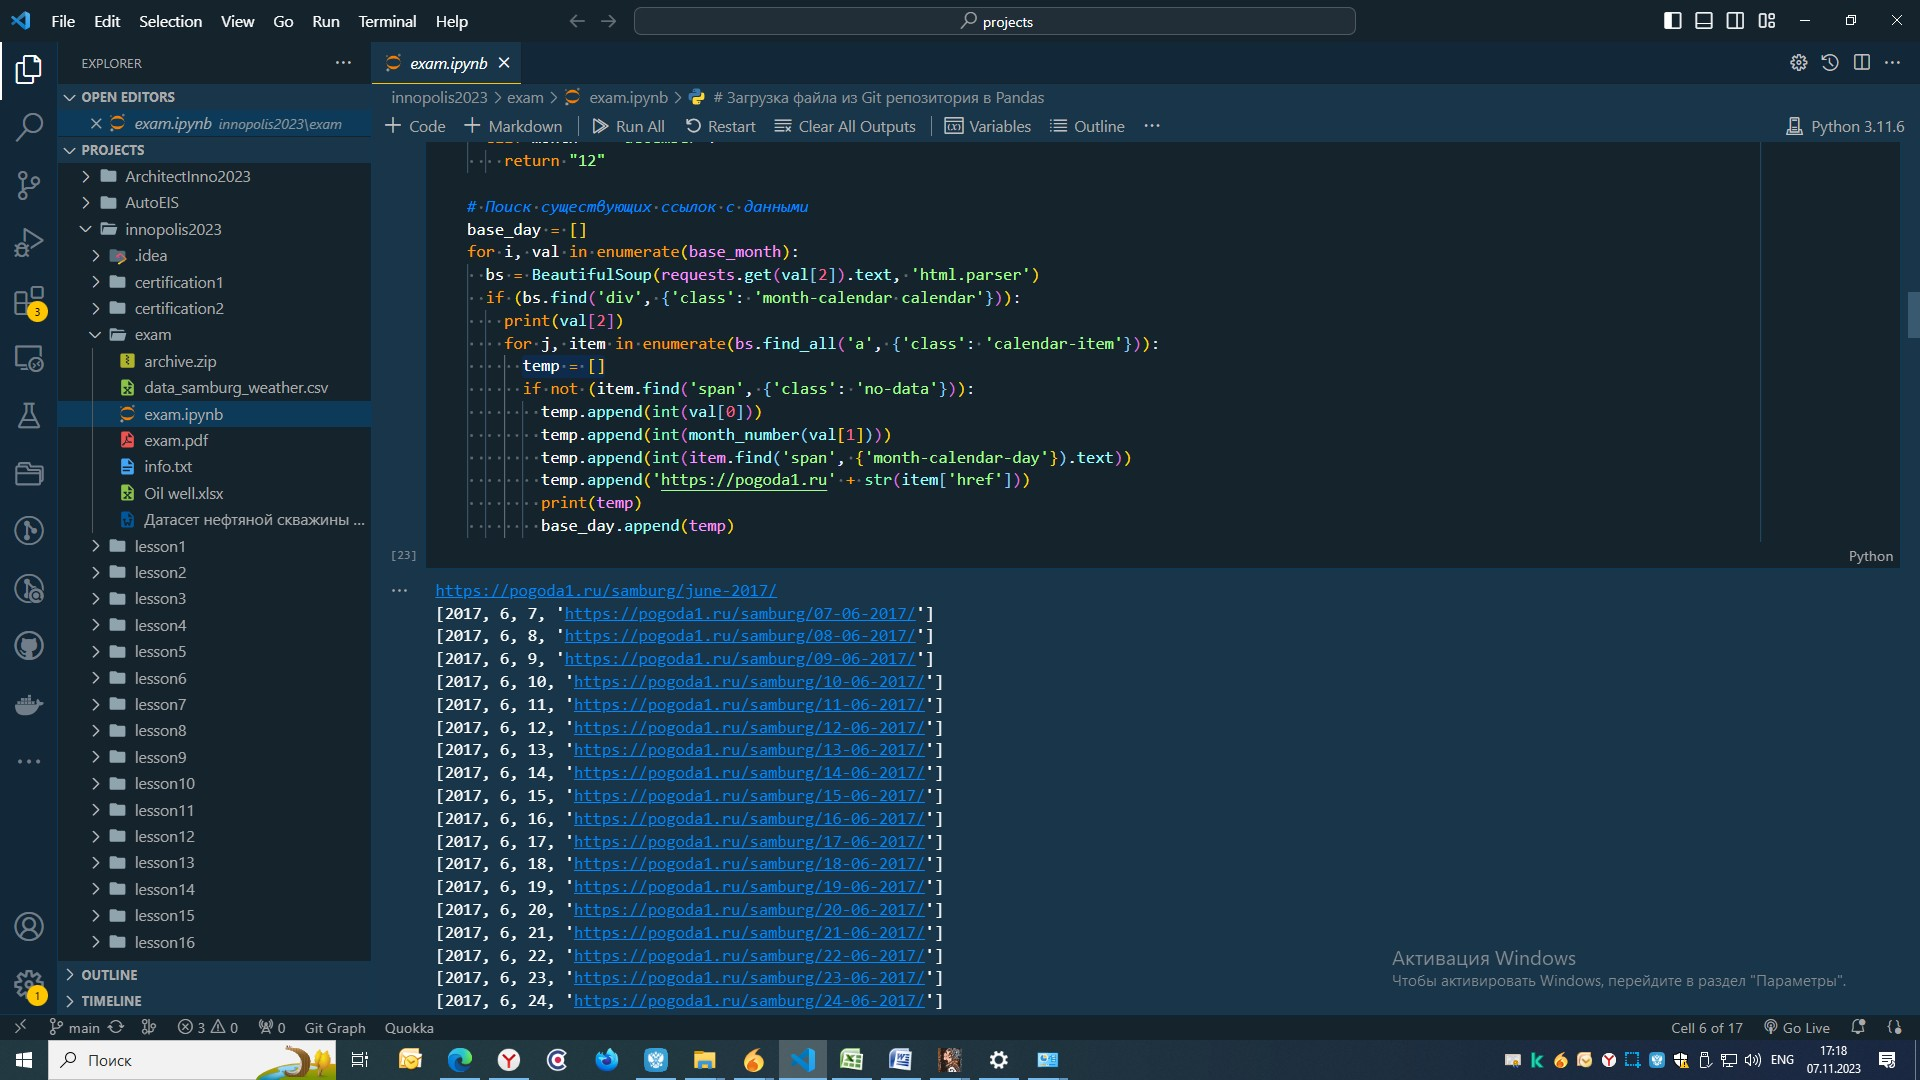 File Edit Selection View Go Run Terminal Help
projects
EXPLORER
exam.ipynb
OPEN EDITORS
exam.ipynb innopolis2023\exam
PROJECTS
ArchitectInno2023
AutoEIS
innopolis2023
.idea
certification1
certification2
exam
archive.zip
data_samburg_weather.csv
exam.ipynb
exam.pdf
info.txt
Oil well.xlsx
Датасет нефтяной скважины ...
lesson1
lesson2
lesson3
lesson4
lesson5
lesson6
lesson7
lesson8
lesson9
lesson10
lesson11
lesson12
lesson13
lesson14
lesson15
lesson16
OUTLINE
TIMELINE
3
1
innopolis2023 > exam > exam.ipynb > # Загрузка файла из Git репозитория в Pandas
Code Markdown Run All Restart Clear All Outputs Variables Outline ... Python 3.11.6
return "12"
# Поиск существующих ссылок с данными
base_day = []
for i, val in enumerate(base_month):
bs = BeautifulSoup(requests.get(val[2]).text, 'html.parser')
if (bs.find('div', {'class': 'month-calendar calendar'})):
print(val[2])
for j, item in enumerate(bs.find_all('a', {'class': 'calendar-item'})):
temp = []
if not (item.find('span', {'class': 'no-data'})):
temp.append(int(val[0]))
temp.append(int(month_number(val[1])))
temp.append(int(item.find('span', {'month-calendar-day'}).text))
temp.append('https://pogoda1.ru' + str(item['href']))
print(temp)
base_day.append(temp)
[23]
Python
https://pogoda1.ru/samburg/june-2017/
[2017, 6, 7, 'https://pogoda1.ru/samburg/07-06-2017/']
[2017, 6, 8, 'https://pogoda1.ru/samburg/08-06-2017/']
[2017, 6, 9, 'https://pogoda1.ru/samburg/09-06-2017/']
[2017, 6, 10, 'https://pogoda1.ru/samburg/10-06-2017/']
[2017, 6, 11, 'https://pogoda1.ru/samburg/11-06-2017/']
[2017, 6, 12, 'https://pogoda1.ru/samburg/12-06-2017/']
[2017, 6, 13, 'https://pogoda1.ru/samburg/13-06-2017/']
[2017, 6, 14, 'https://pogoda1.ru/samburg/14-06-2017/']
[2017, 6, 15, 'https://pogoda1.ru/samburg/15-06-2017/']
[2017, 6, 16, 'https://pogoda1.ru/samburg/16-06-2017/']
[2017, 6, 17, 'https://pogoda1.ru/samburg/17-06-2017/']
[2017, 6, 18, 'https://pogoda1.ru/samburg/18-06-2017/']
[2017, 6, 19, 'https://pogoda1.ru/samburg/19-06-2017/']
[2017, 6, 20, 'https://pogoda1.ru/samburg/20-06-2017/']
[2017, 6, 21, 'https://pogoda1.ru/samburg/21-06-2017/']
[2017, 6, 22, 'https://pogoda1.ru/samburg/22-06-2017/']
[2017, 6, 23, 'https://pogoda1.ru/samburg/23-06-2017/']
[2017, 6, 24, 'https://pogoda1.ru/samburg/24-06-2017/']
Активация Windows
Чтобы активировать Windows, перейдите в раздел "Параметры".
main 3 0 0 Git Graph Quokka Cell 6 of 17 Go Live
Поиск
ENG
17:18
07.11.2023